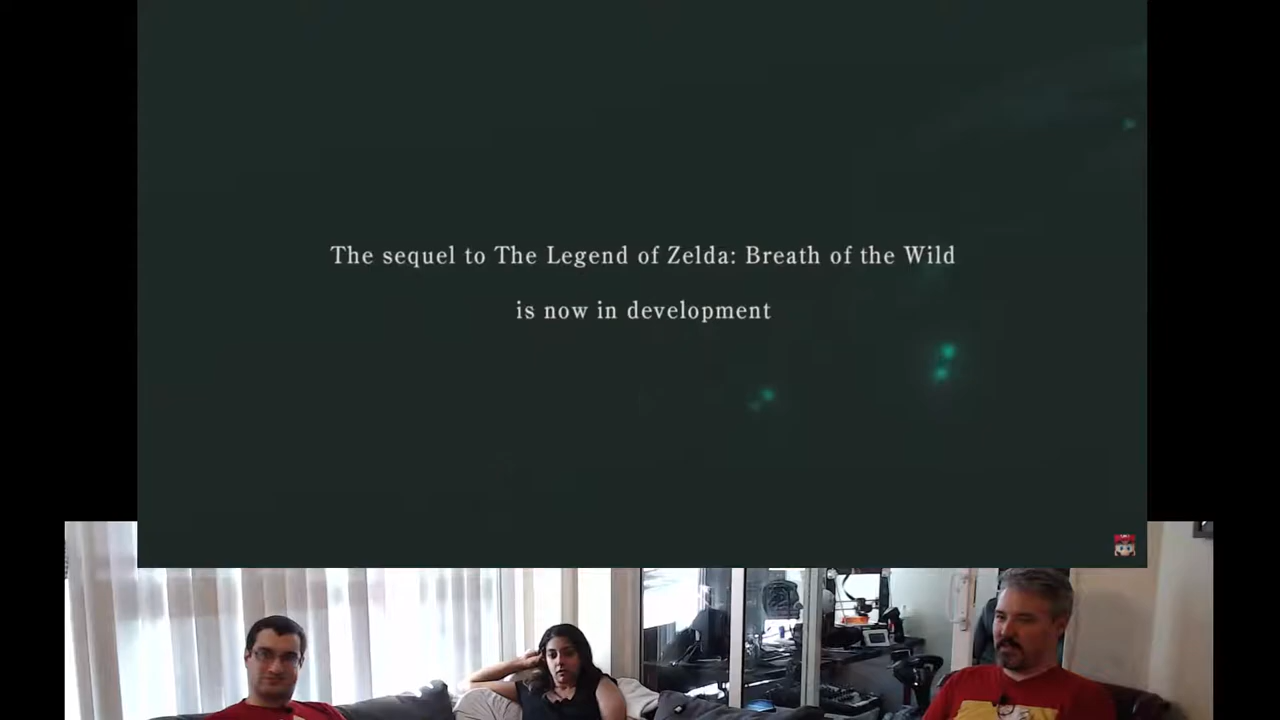 The sequel to The Legend of Zelda: Breath of the Wild
is now in development